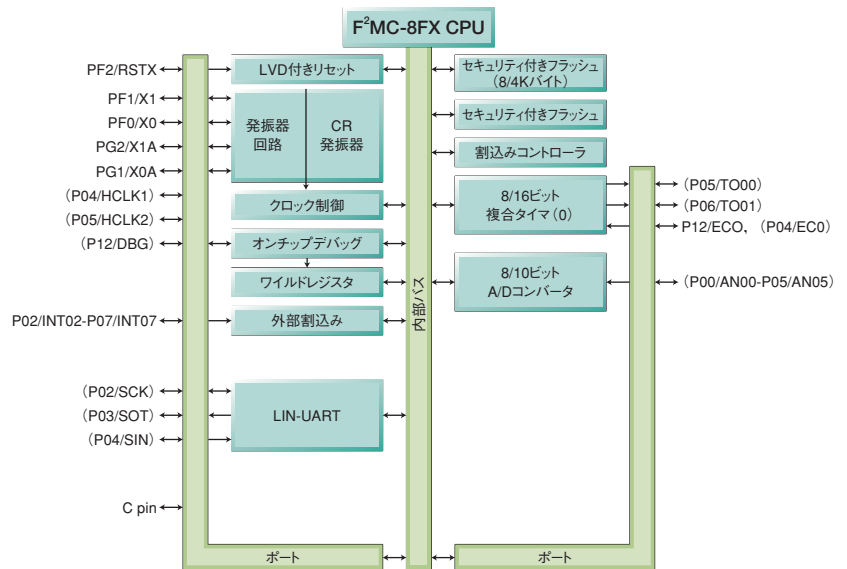 F²MC-8FX CPU
PF2/RSTX
PF1/X1
PF0/X0
PG2/X1A
PG1/X0A
(P04/HCLK1)
(P05/HCLK2)
(P12/DBG)
P02/INT02-P07/INT07
(P02/SCK)
(P03/SOT)
(P04/SIN)
C pin
LVD付きリセット
発振器
回路
CR
発振器
クロック制御
オンチップデバッグ
ワイルドレジスタ
外部割込み
LIN-UART
ポート
内部バス
セキュリティ付きフラッシュ
(8/4Kバイト)
セキュリティ付きフラッシュ
割込みコントローラ
8/16ビット
複合タイマ(0)
8/10ビット
A/Dコンバータ
ポート
(P05/TO00)
(P06/TO01)
P12/ECO, (P04/EC0)
(P00/AN00-P05/AN05)